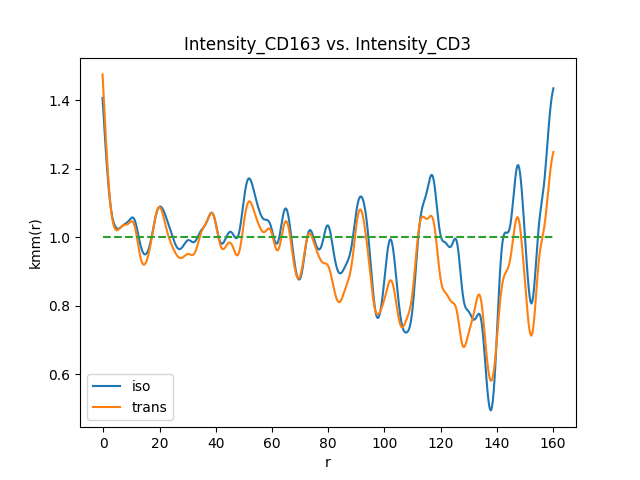 Intensity_CD163 vs. Intensity_CD3
kmm(r)
1.4
1.2
1.0
0.8
0.6
iso
trans
0 20 40 60 80 100 120 140 160
r